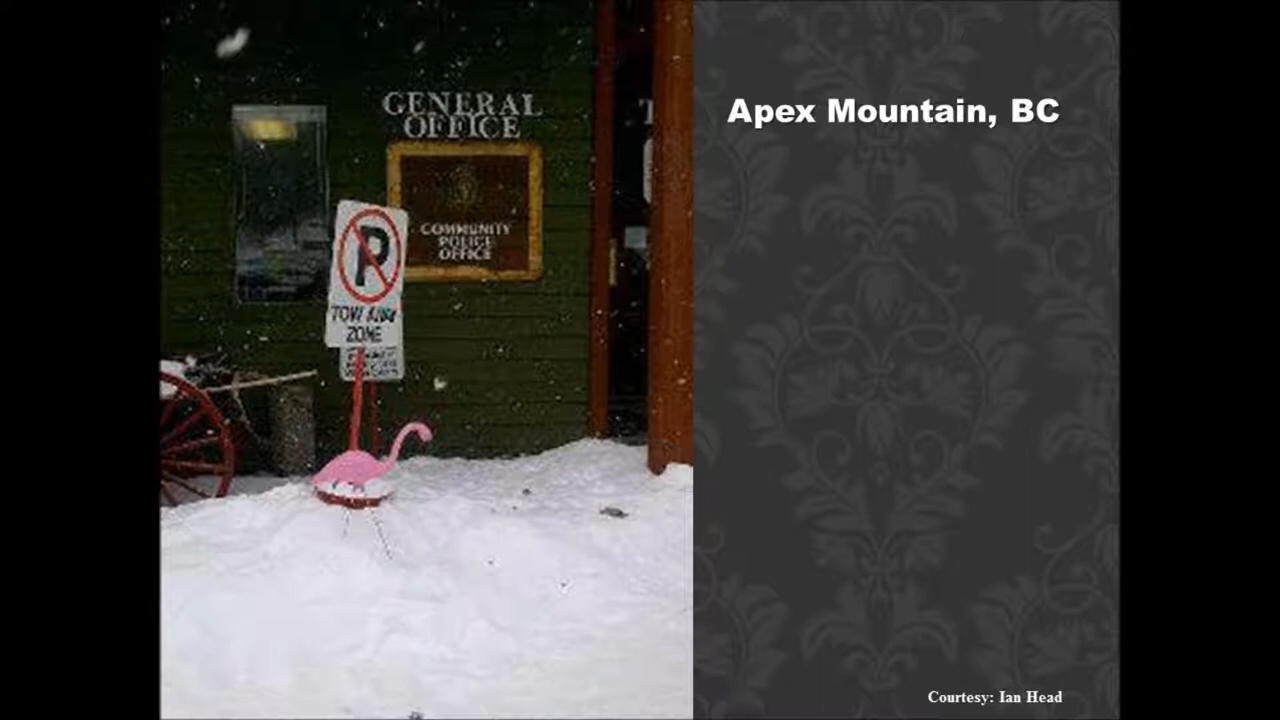 GENERAL
OFFICE
COMMUNITY
POLICE
OFFICE
P
TOW AWAY
ZONE
Apex Mountain, BC
Courtesy: Ian Head